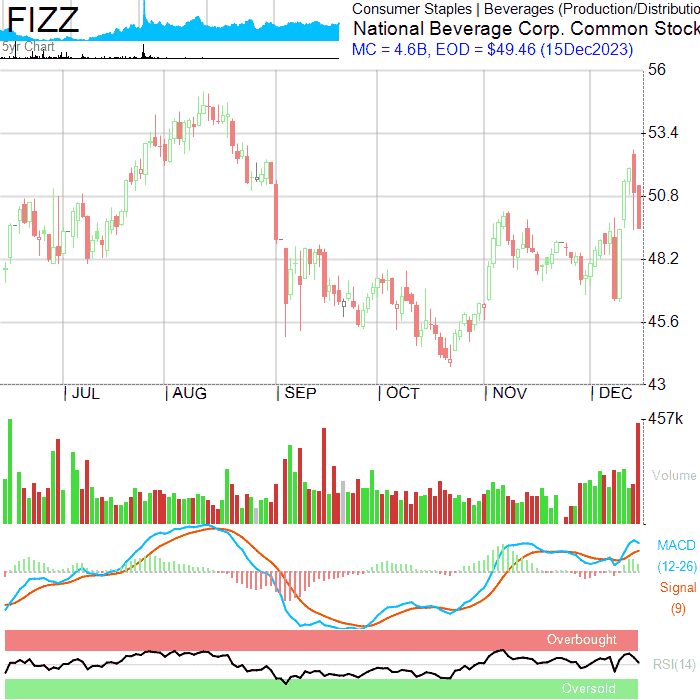 FIZZ
5yr Chart
Consumer Staples | Beverages (Production/Distributio
National Beverage Corp. Common Stock
MC = 4.6B, EOD = $49.46 (15Dec2023)
56
53.4
50.8
48.2
45.6
43
JUL AUG SEP OCT NOV DEC
457k
Volume
MACD
(12-26)
Signal
(9)
Overbought
RSI(14)
Oversold